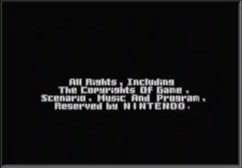 All Rights , Including
The Copyrights Of Game ,
Scenario , Music And Program ,
Reserved by NINTENDO .